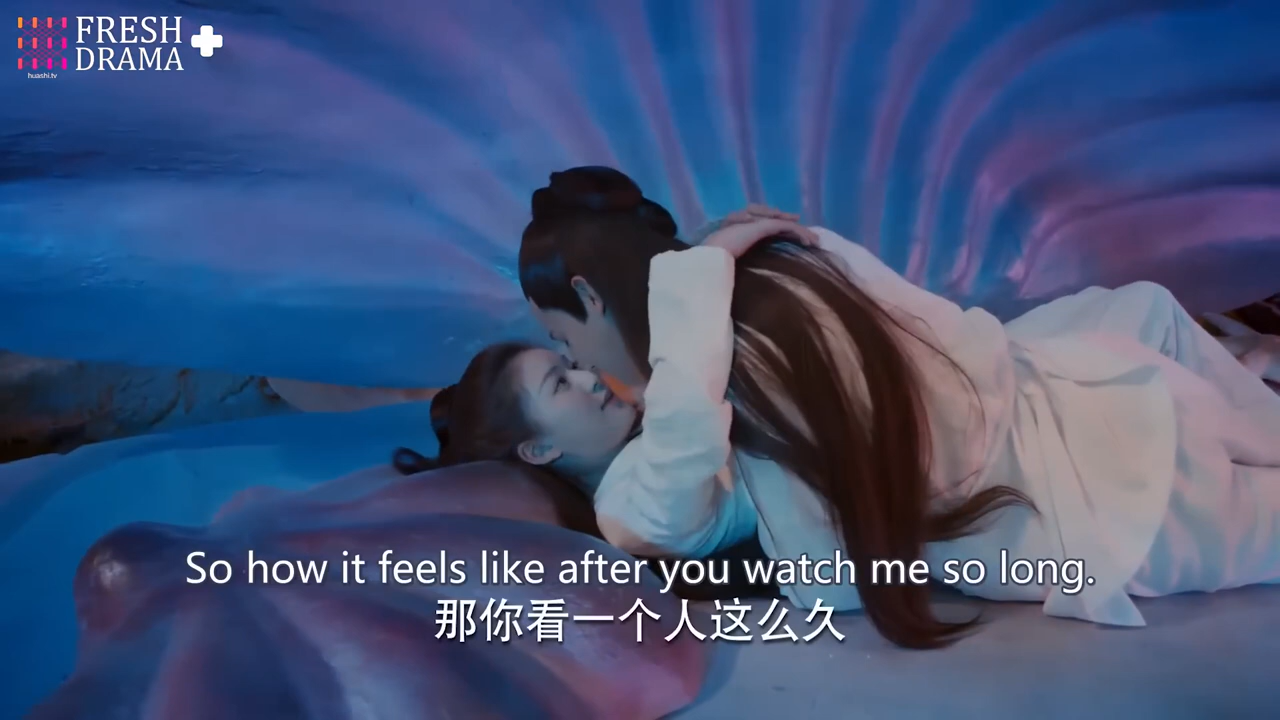 FRESH
DRAMA
huashi.tv
So how it feels like after you watch me so long.
那你看一个人这么久